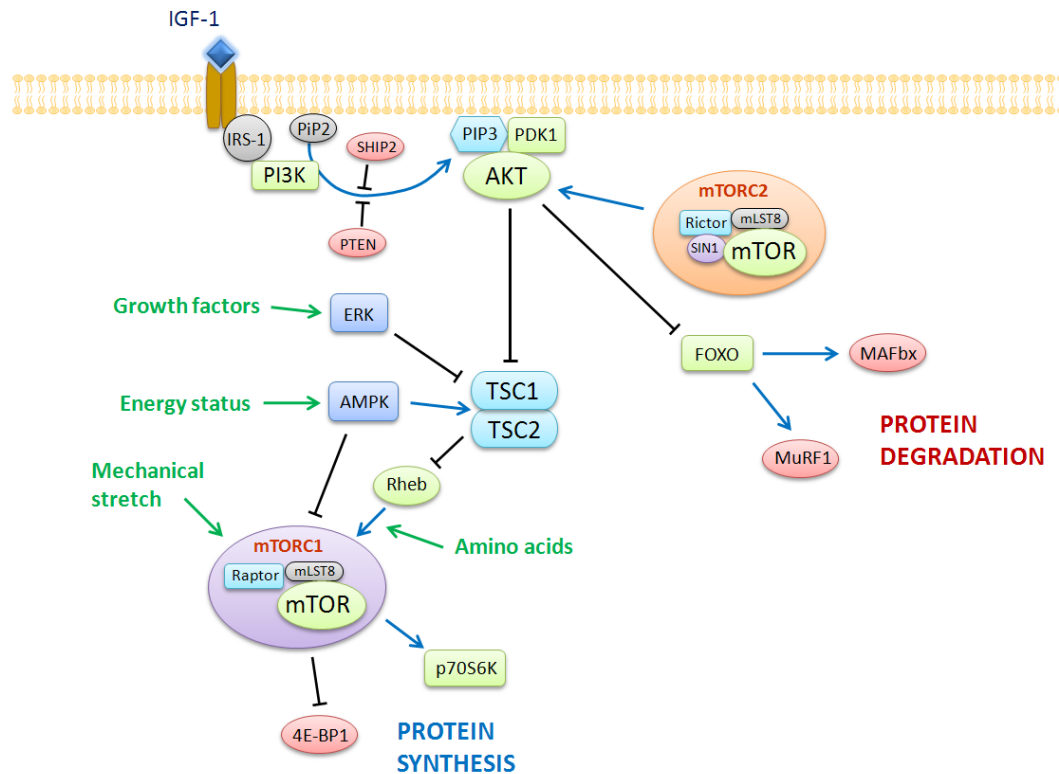 IGF-1
IRS-1
PiP2
PI3K
SHIP2
PTEN
PIP3
PDK1
AKT
mTORC2
Rictor
mLST8
SIN1
mTOR
Growth factors
ERK
FOXO
MAFbx
Energy status
AMPK
TSC1
TSC2
PROTEIN
DEGRADATION
MuRF1
Mechanical
stretch
Rheb
Amino acids
mTORC1
Raptor
mLST8
mTOR
p70S6K
4E-BP1
PROTEIN
SYNTHESIS